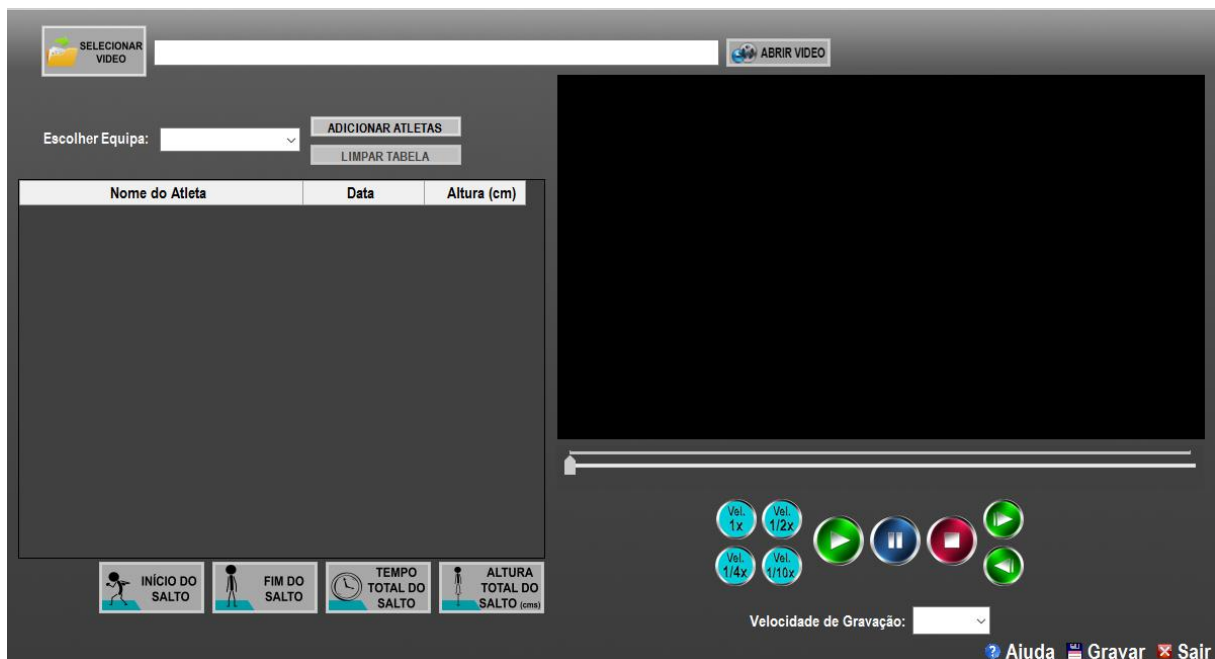 SELECIONAR
VIDEO
ABRIR VIDEO
Escolher Equipa:
ADICIONAR ATLETAS
LIMPAR TABELA
Nome do Atleta Data Altura (cm)
Vel.
1x
Vel.
1/2x
Vel.
1/4x
Vel.
1/10x
INÍCIO DO
SALTO
FIM DO
SALTO
TEMPO
TOTAL DO
SALTO
ALTURA
TOTAL DO
SALTO (cms)
Velocidade de Gravação:
Ajuda Gravar Sair